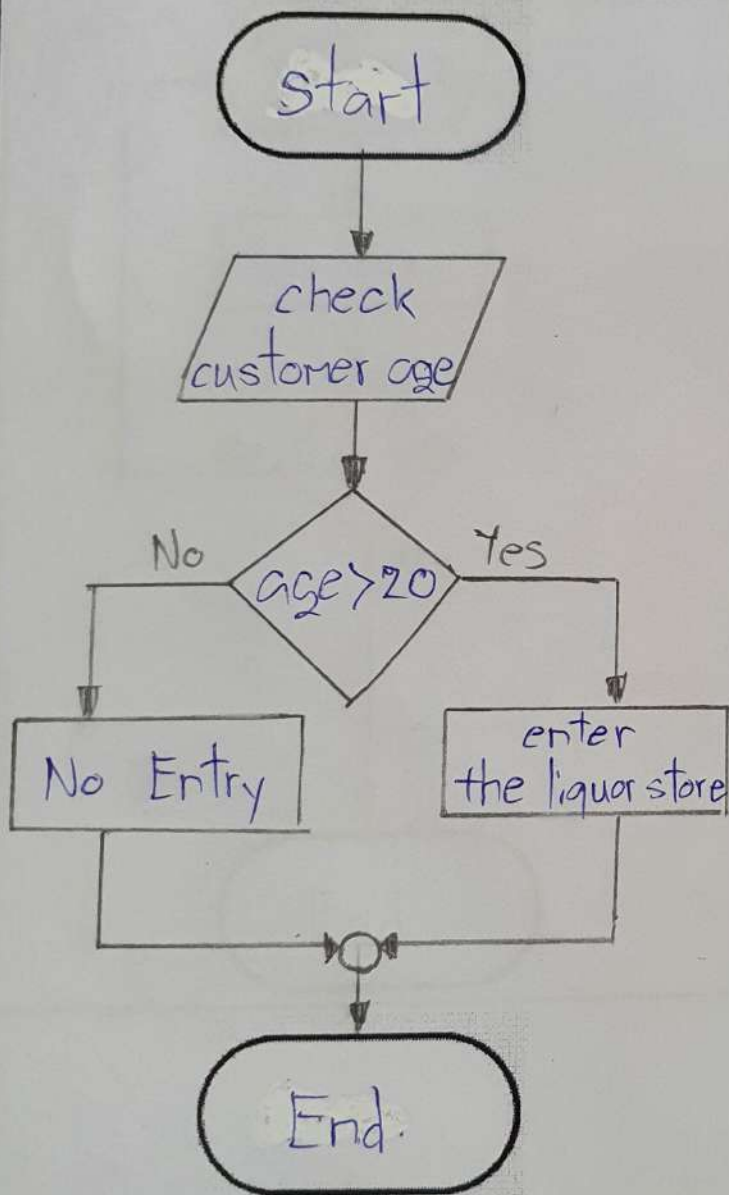 start
check
customer age
No
age>20
Yes
No Entry
enter
the liquor store
End.